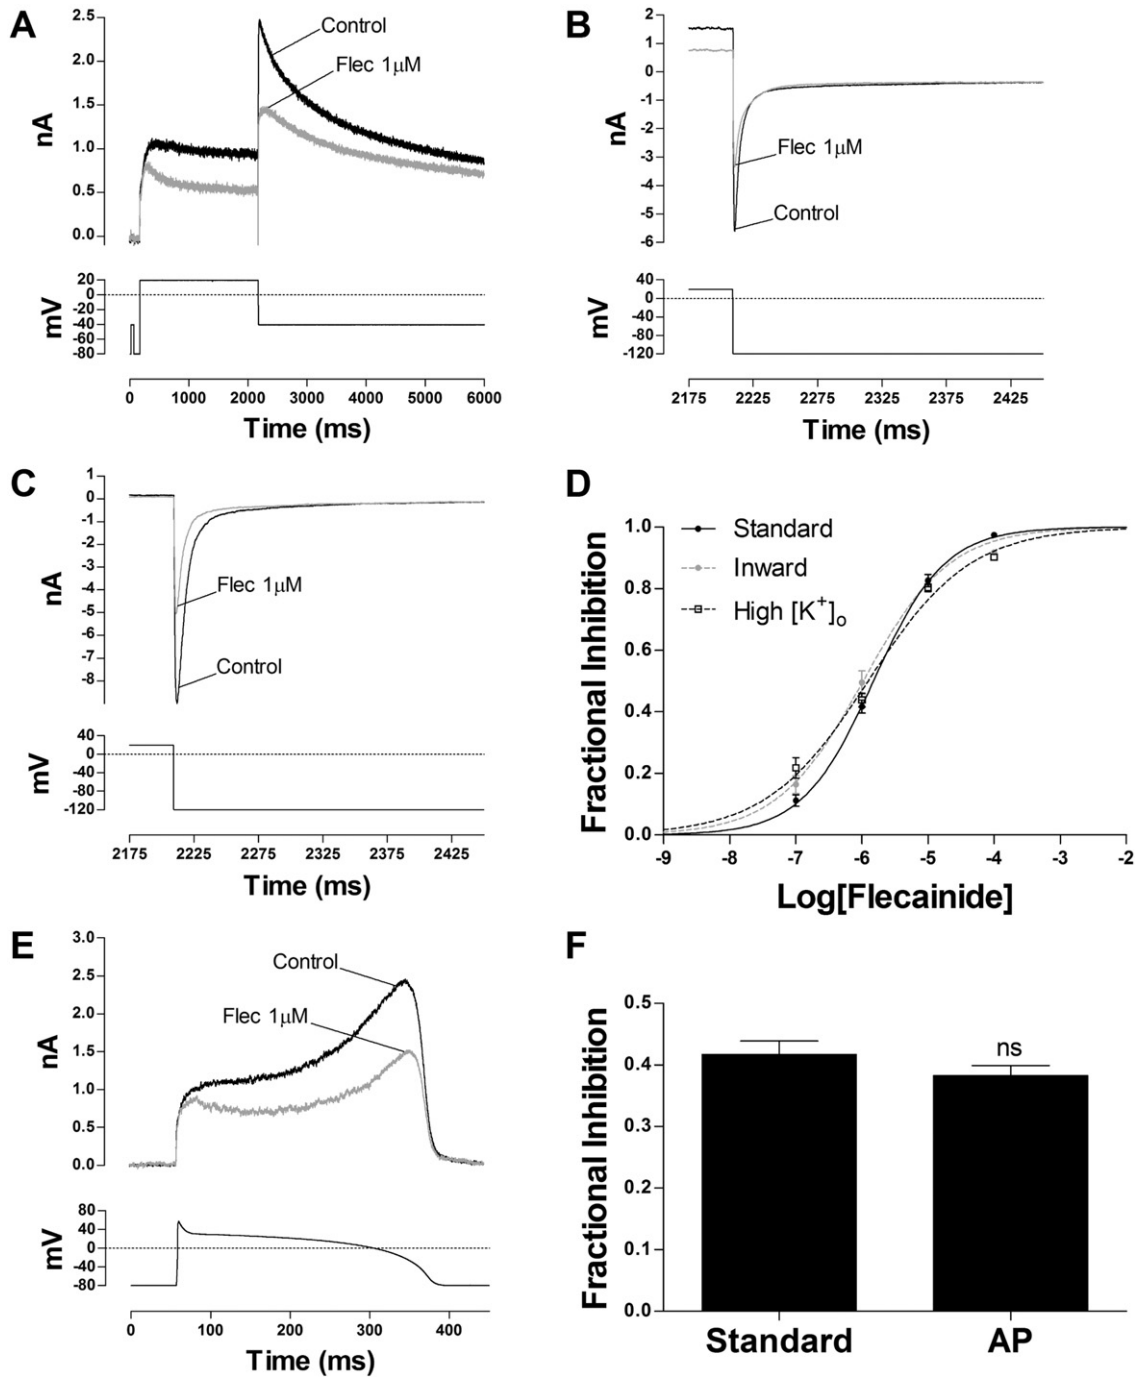 A
2.5
2.0
1.5
1.0
0.5
0.0
nA
Control
Flec 1μM
20
0
-20
-40
-60
-80
mV
0 1000 2000 3000 4000 5000 6000
Time (ms)
B
2
1
0
-1
-2
-3
-4
-5
-6
nA
Flec 1μM
Control
40
0
-40
-80
-120
mV
2175 2225 2275 2325 2375 2425
Time (ms)
C
1
0
-1
-2
-3
-4
-5
-6
-7
-8
nA
Flec 1μM
Control
40
0
-40
-80
-120
mV
2175 2225 2275 2325 2375 2425
Time (ms)
D
1.0
0.8
0.6
0.4
0.2
0.0
Fractional Inhibition
Standard
Inward
High [K⁺]ₒ
-9 -8 -7 -6 -5 -4 -3 -2
Log[Flecainide]
E
3.0
2.5
2.0
1.5
1.0
0.5
0.0
nA
Control
Flec 1μM
80
40
0
-40
-80
mV
0 100 200 300 400
Time (ms)
F
0.5
0.4
0.3
0.2
0.1
0.0
Fractional Inhibition
ns
Standard AP